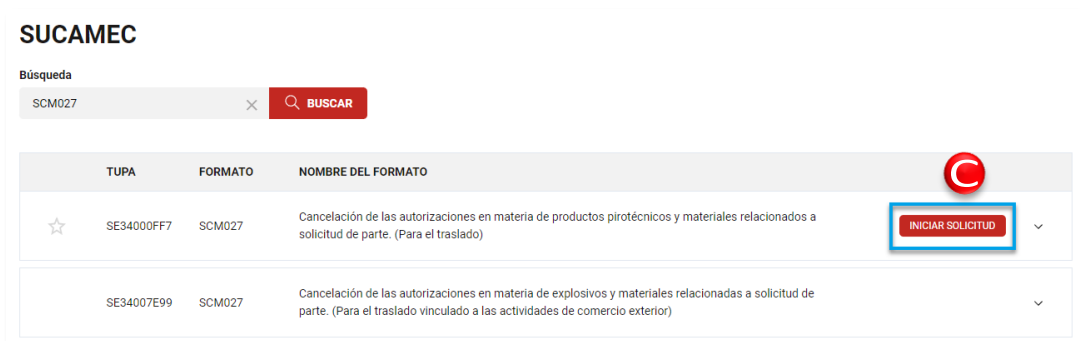 SUCAMEC
Búsqueda
SCM027
BUSCAR
TUPA FORMATO NOMBRE DEL FORMATO
C
SE34000FF7 SCM027 Cancelación de las autorizaciones en materia de productos pirotécnicos y materiales relacionados a
solicitud de parte. (Para el traslado)
INICIAR SOLICITUD
SE34007E99 SCM027 Cancelación de las autorizaciones en materia de explosivos y materiales relacionadas a solicitud de
parte. (Para el traslado vinculado a las actividades de comercio exterior)